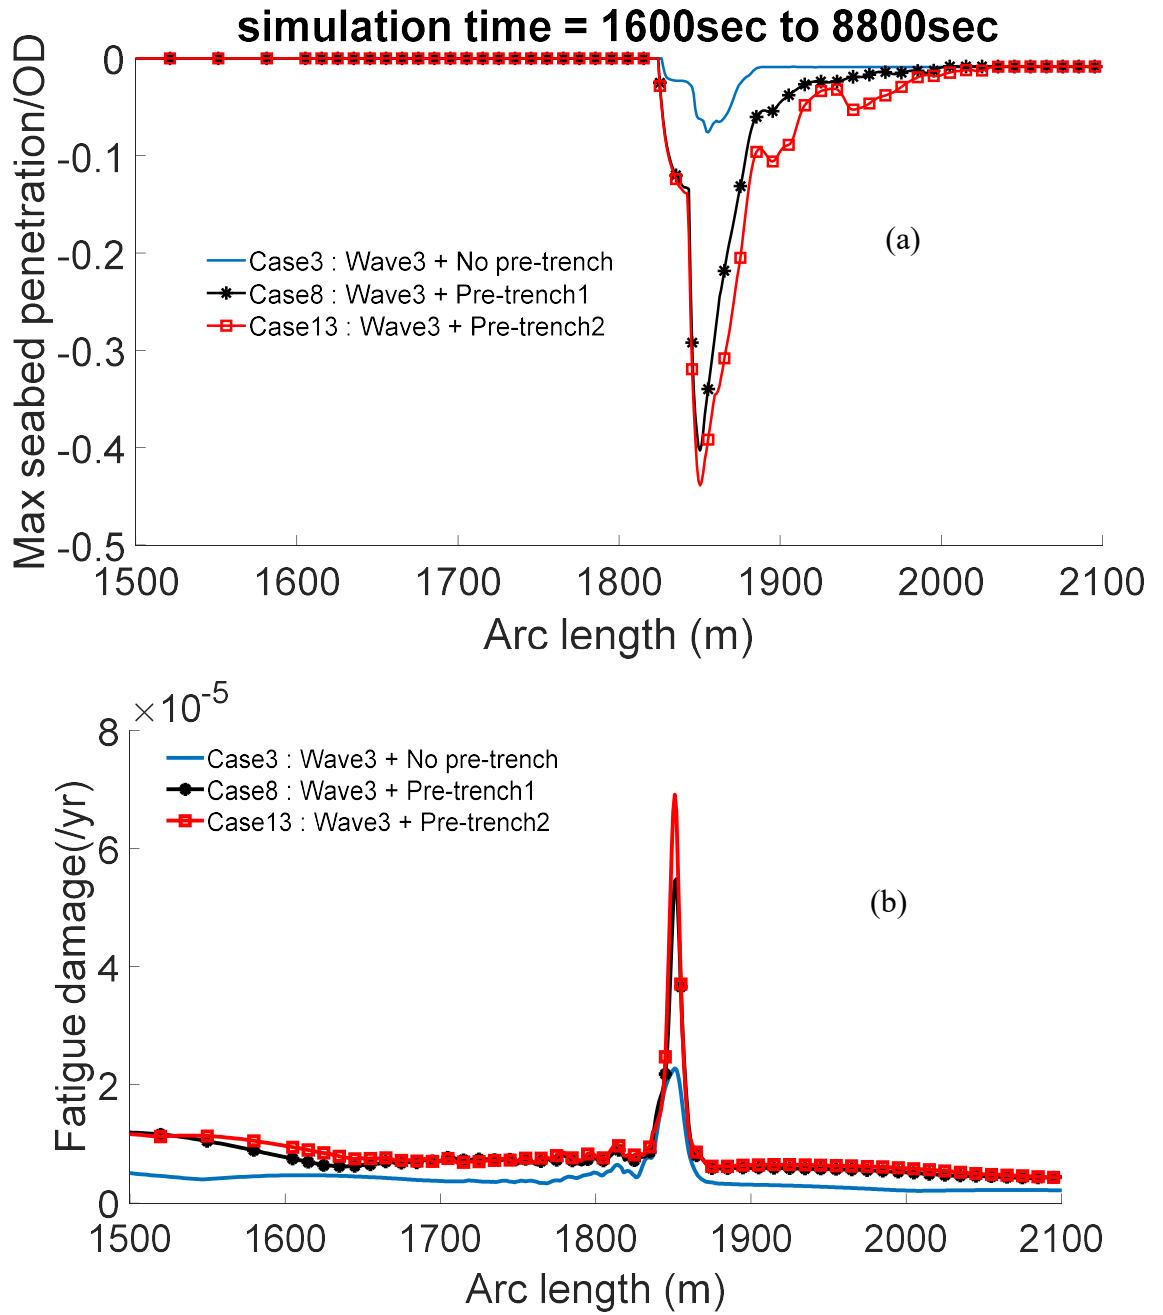 simulation time = 1600sec to 8800sec
Max seabed penetration/OD
0
-0.1
-0.2
-0.3
-0.4
-0.5
(a)
Case3 : Wave3 + No pre-trench
Case8 : Wave3 + Pre-trench1
Case13 : Wave3 + Pre-trench2
1500 1600 1700 1800 1900 2000 2100
Arc length (m)
×10^-5
Fatigue damage(/yr)
8
6
4
2
0
Case3 : Wave3 + No pre-trench
Case8 : Wave3 + Pre-trench1
Case13 : Wave3 + Pre-trench2
(b)
1500 1600 1700 1800 1900 2000 2100
Arc length (m)